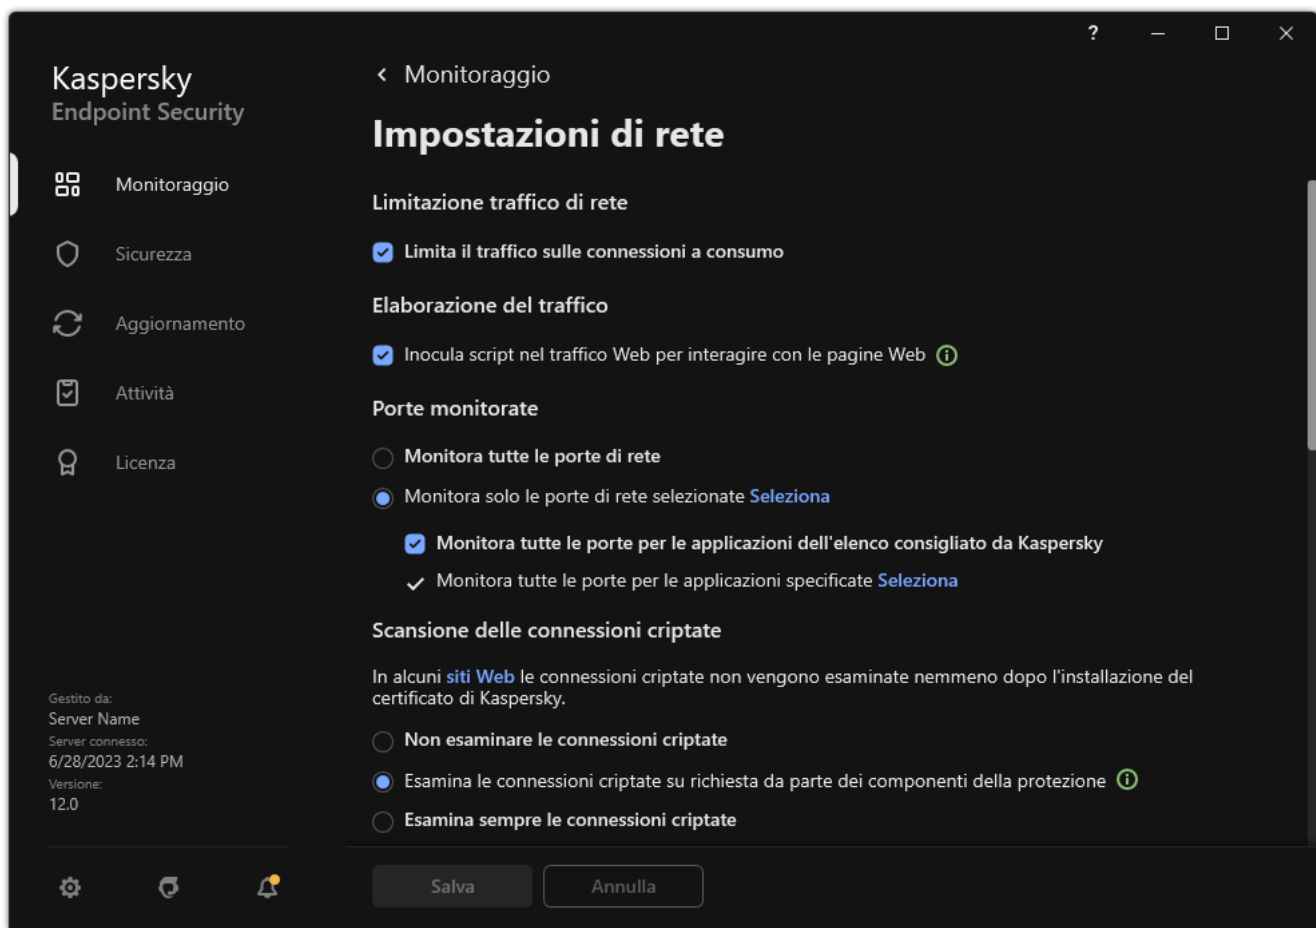 ?
Kaspersky
Endpoint Security
Monitoraggio
Sicurezza
Aggiornamento
Attività
Licenza
Gestito da:
Server Name
Server connesso:
6/28/2023 2:14 PM
Versione:
12.0
Monitoraggio
Impostazioni di rete
Limitazione traffico di rete
Limita il traffico sulle connessioni a consumo
Elaborazione del traffico
Inocula script nel traffico Web per interagire con le pagine Web
Porte monitorate
Monitora tutte le porte di rete
Monitora solo le porte di rete selezionate Seleziona
Monitora tutte le porte per le applicazioni dell'elenco consigliato da Kaspersky
Monitora tutte le porte per le applicazioni specificate Seleziona
Scansione delle connessioni criptate
In alcuni siti Web le connessioni criptate non vengono esaminate nemmeno dopo l'installazione del
certificato di Kaspersky.
Non esaminare le connessioni criptate
Esamina le connessioni criptate su richiesta da parte dei componenti della protezione
Esamina sempre le connessioni criptate
Salva
Annulla